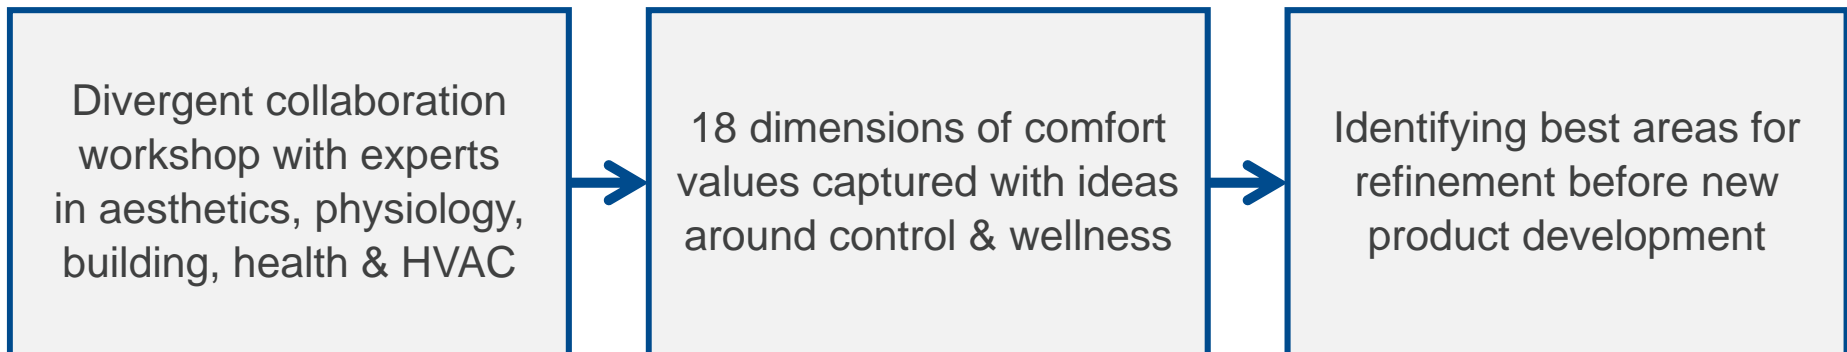 Divergent collaboration
workshop with experts
in aesthetics, physiology,
building, health & HVAC
18 dimensions of comfort
values captured with ideas
around control & wellness
Identifying best areas for
refinement before new
product development